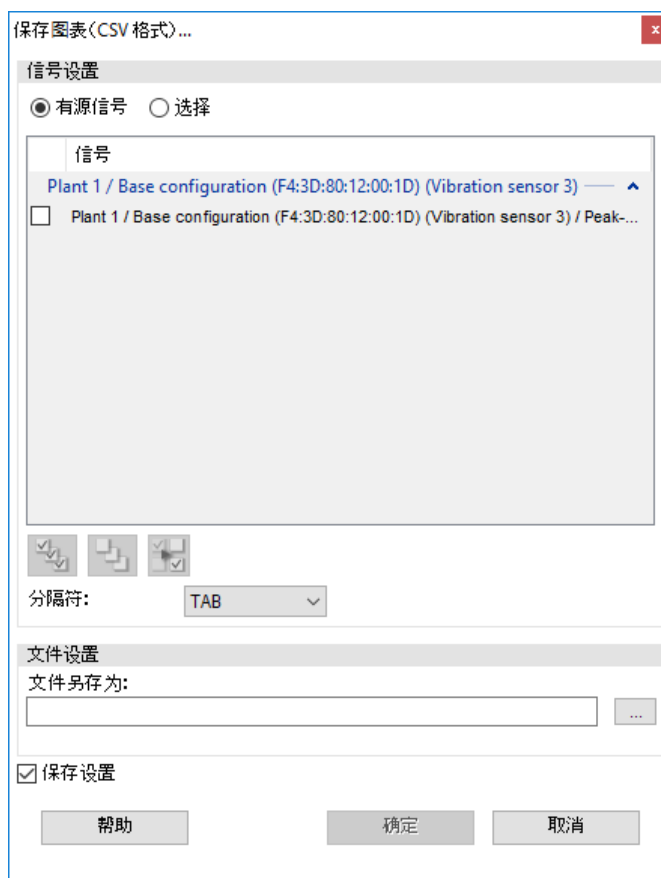 保存图表(CSV 格式)...
x
信号设置
有源信号 选择
信号
Plant 1 / Base configuration (F4:3D:80:12:00:1D) (Vibration sensor 3)
Plant 1 / Base configuration (F4:3D:80:12:00:1D) (Vibration sensor 3) / Peak-...
分隔符: TAB
文件设置
文件另存为:
...
保存设置
帮助 确定 取消